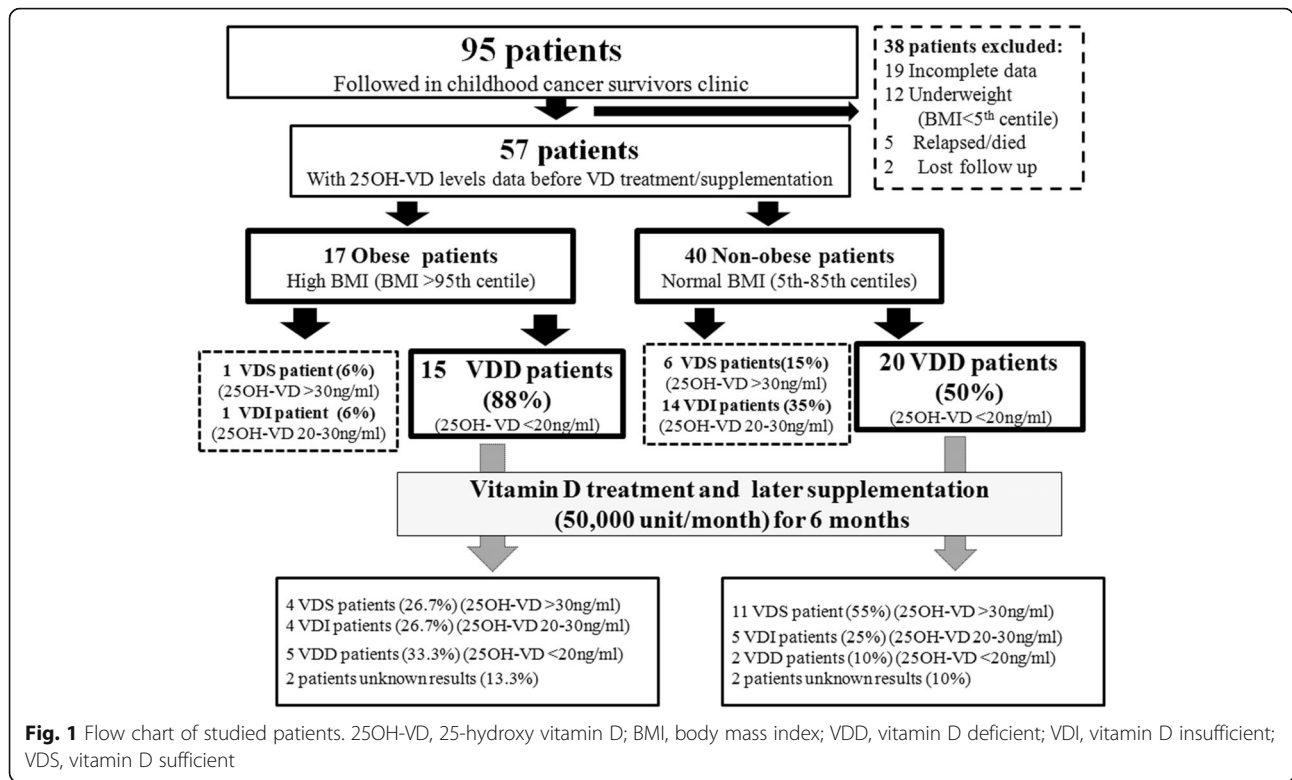 95 patients
Followed in childhood cancer survivors clinic
38 patients excluded:
19 Incomplete data
12 Underweight
(BMI<5th centile)
5 Relapsed/died
2 Lost follow up
57 patients
With 25OH-VD levels data before VD treatment/supplementation
17 Obese patients
High BMI (BMI >95th centile)
40 Non-obese patients
Normal BMI (5th-85th centiles)
1 VDS patient (6%)
(25OH-VD >30ng/ml)
1 VDI patient (6%)
(25OH-VD 20-30ng/ml)
15 VDD patients
(88%)
(25OH- VD <20ng/ml)
6 VDS patients(15%)
(25OH-VD >30ng/ml)
14 VDI patients (35%)
(25OH-VD 20-30ng/ml)
20 VDD patients
(50%)
(25OH-VD <20ng/ml)
Vitamin D treatment and later supplementation
(50,000 unit/month) for 6 months
4 VDS patients (26.7%) (25OH-VD >30ng/ml)
4 VDI patients (26.7%) (25OH-VD 20-30ng/ml)
5 VDD patients (33.3%) (25OH-VD <20ng/ml)
2 patients unknown results (13.3%)
11 VDS patient (55%) (25OH-VD >30ng/ml)
5 VDI patients (25%) (25OH-VD 20-30ng/ml)
2 VDD patients (10%) (25OH-VD <20ng/ml)
2 patients unknown results (10%)
Fig. 1 Flow chart of studied patients. 25OH-VD, 25-hydroxy vitamin D; BMI, body mass index; VDD, vitamin D deficient; VDI, vitamin D insufficient;
VDS, vitamin D sufficient